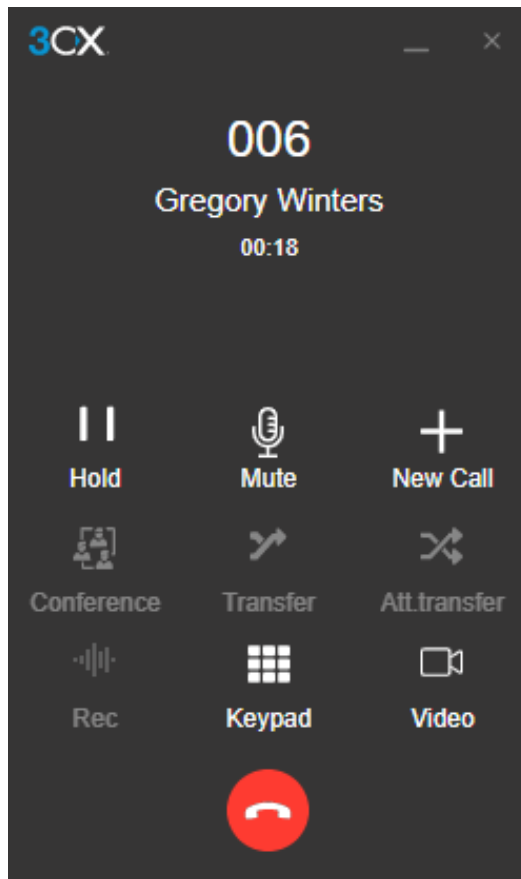 3CX
006
Gregory Winters
00:18
Hold Mute New Call
Conference Transfer Att.transfer
Rec Keypad Video